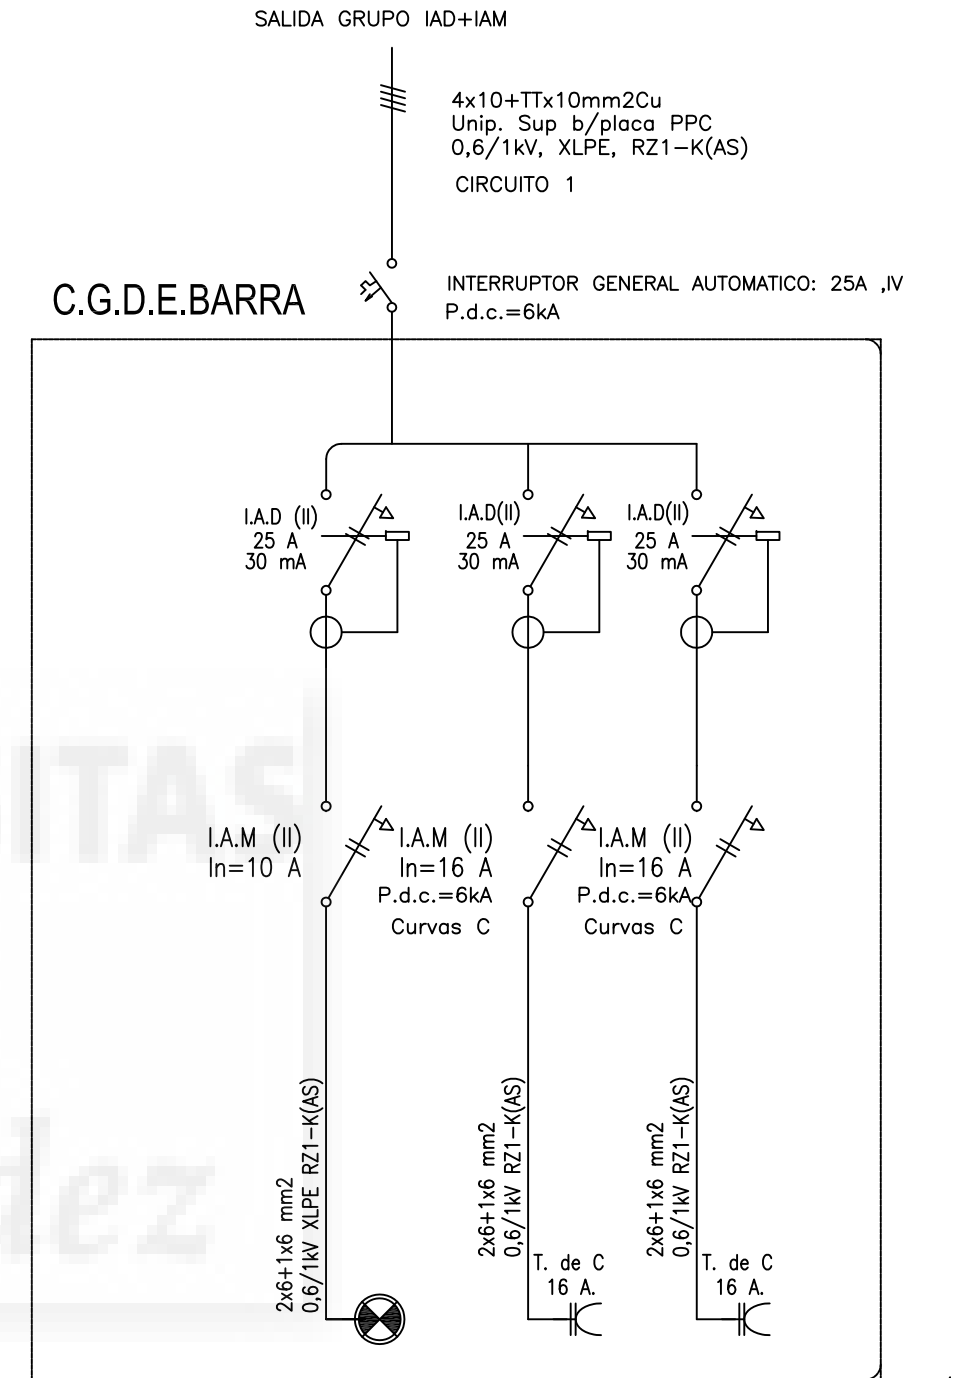 SALIDA GRUPO IAD+IAM
4x10+TTx10mm2Cu
Unip. Sup b/placa PPC
0,6/1kV, XLPE, RZ1-K(AS)
CIRCUITO 1
C.G.D.E.BARRA
INTERRUPTOR GENERAL AUTOMATICO: 25A ,IV
P.d.c.=6kA
I.A.D (II)
25 A
30 mA
I.A.D(II)
25 A
30 mA
I.A.D(II)
25 A
30 mA
I.A.M (II)
In=10 A
I.A.M (II)
In=16 A
P.d.c.=6kA
Curvas C
I.A.M (II)
In=16 A
P.d.c.=6kA
Curvas C
2x6+1x6 mm2
0,6/1kV XLPE RZ1-K(AS)
2x6+1x6 mm2
0,6/1kV RZ1-K(AS)
T. de C
16 A.
2x6+1x6 mm2
0,6/1kV RZ1-K(AS)
T. de C
16 A.
ITAS
dez